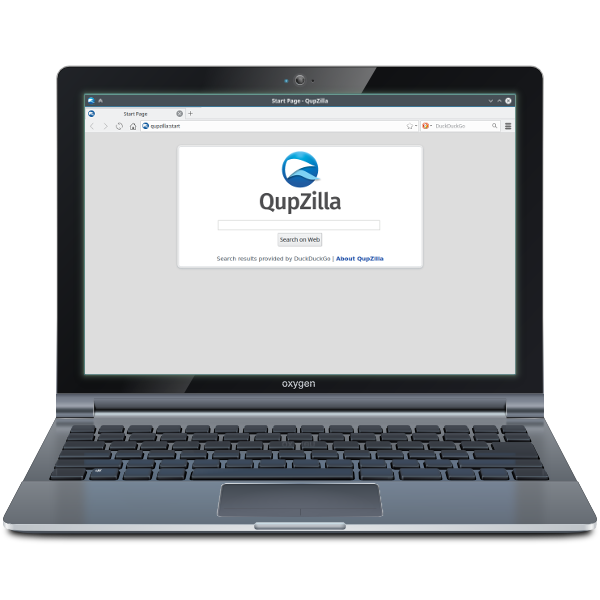 Start Page - QupZilla
Start Page
qupzilla:start
DuckDuckGo
QupZilla
Search on Web
Search results provided by DuckDuckGo | About QupZilla
oxygen